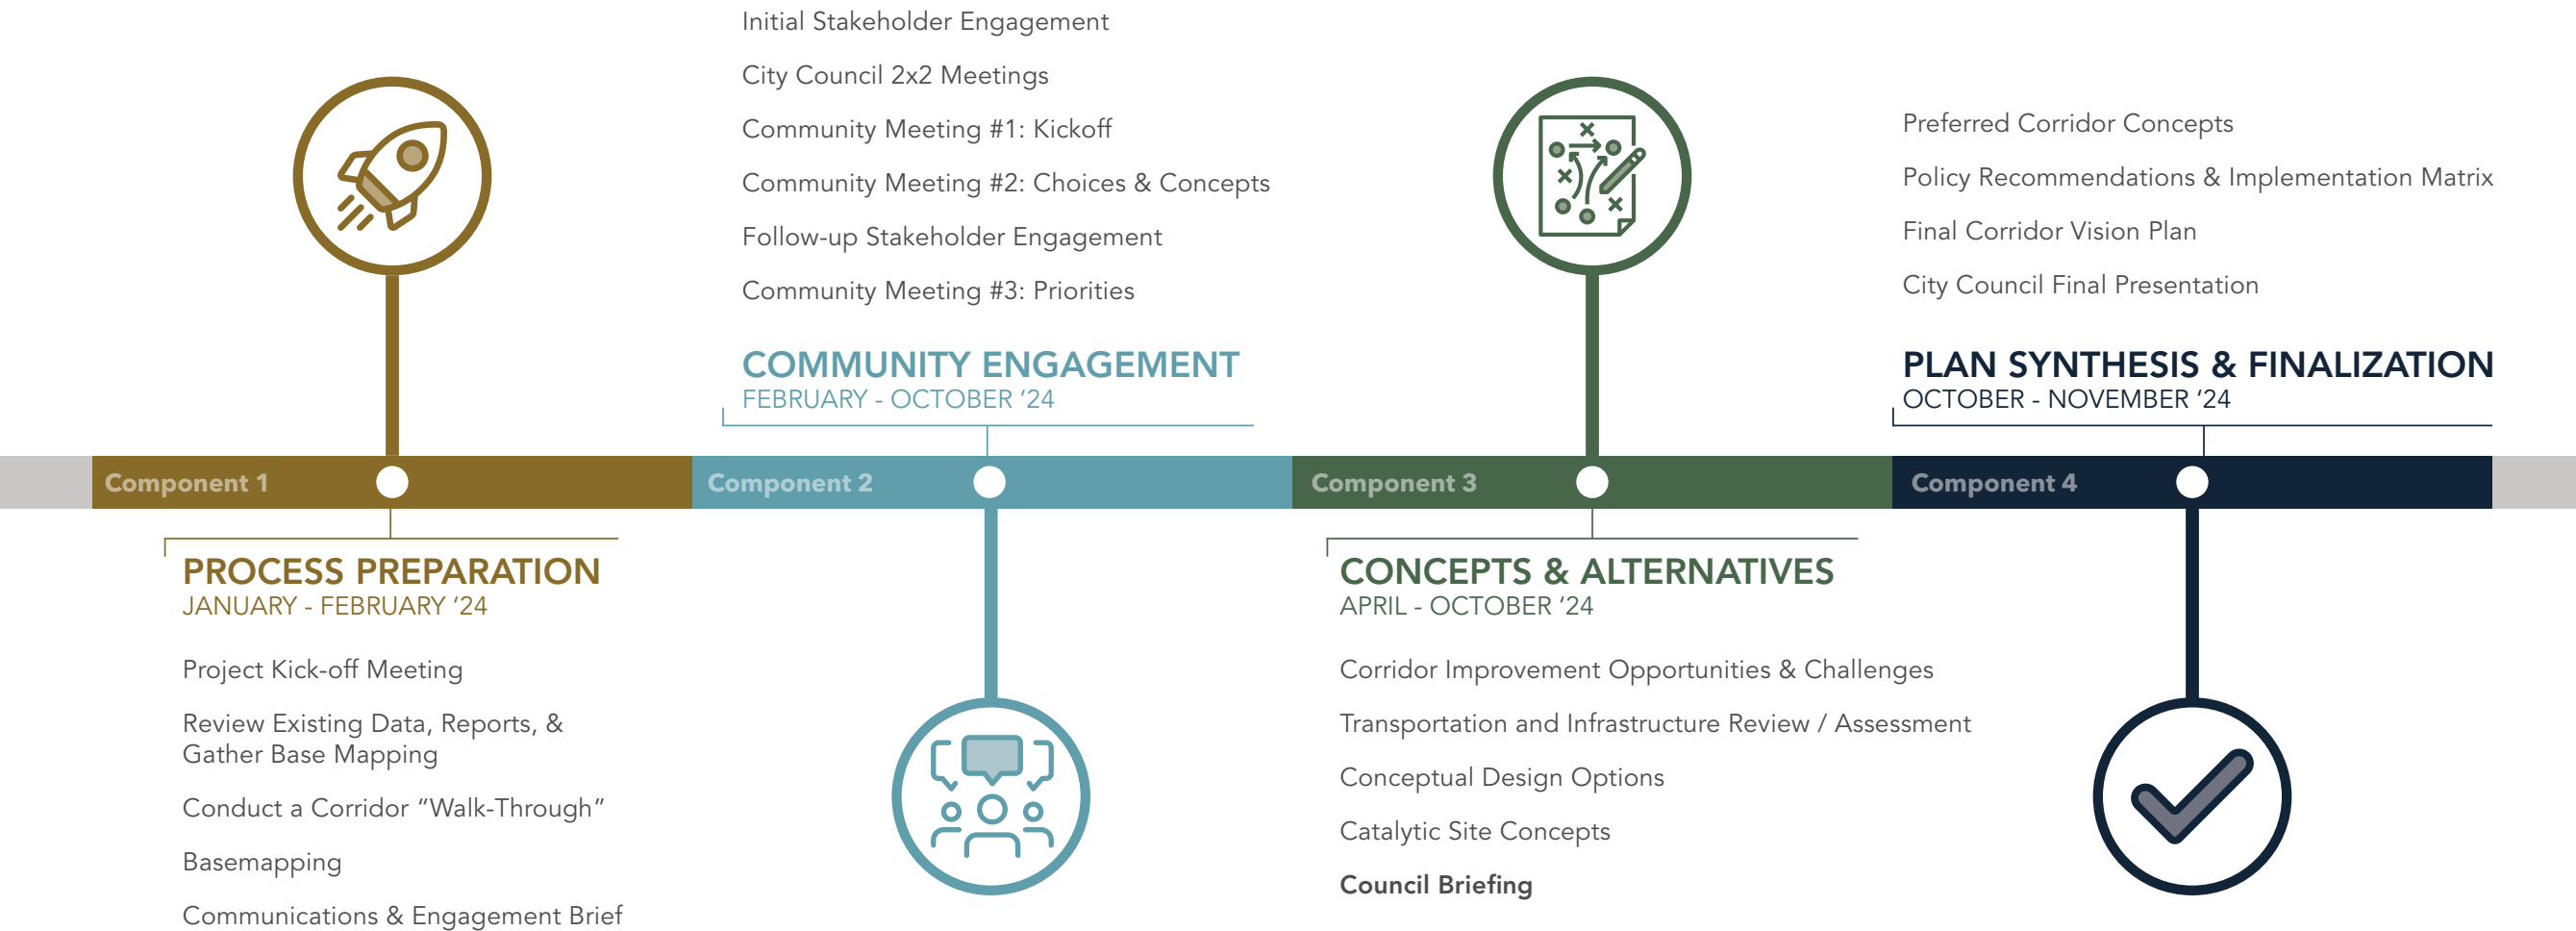 Initial Stakeholder Engagement
City Council 2x2 Meetings
Community Meeting #1: Kickoff
Community Meeting #2: Choices & Concepts
Follow-up Stakeholder Engagement
Community Meeting #3: Priorities
COMMUNITY ENGAGEMENT
FEBRUARY - OCTOBER ‘24
Preferred Corridor Concepts
Policy Recommendations & Implementation Matrix
Final Corridor Vision Plan
City Council Final Presentation
PLAN SYNTHESIS & FINALIZATION
OCTOBER - NOVEMBER ‘24
Component 1
Component 2
Component 3
Component 4
PROCESS PREPARATION
JANUARY - FEBRUARY ‘24
Project Kick-off Meeting
Review Existing Data, Reports, &
Gather Base Mapping
Conduct a Corridor “Walk-Through”
Basemapping
Communications & Engagement Brief
CONCEPTS & ALTERNATIVES
APRIL - OCTOBER ‘24
Corridor Improvement Opportunities & Challenges
Transportation and Infrastructure Review / Assessment
Conceptual Design Options
Catalytic Site Concepts
Council Briefing